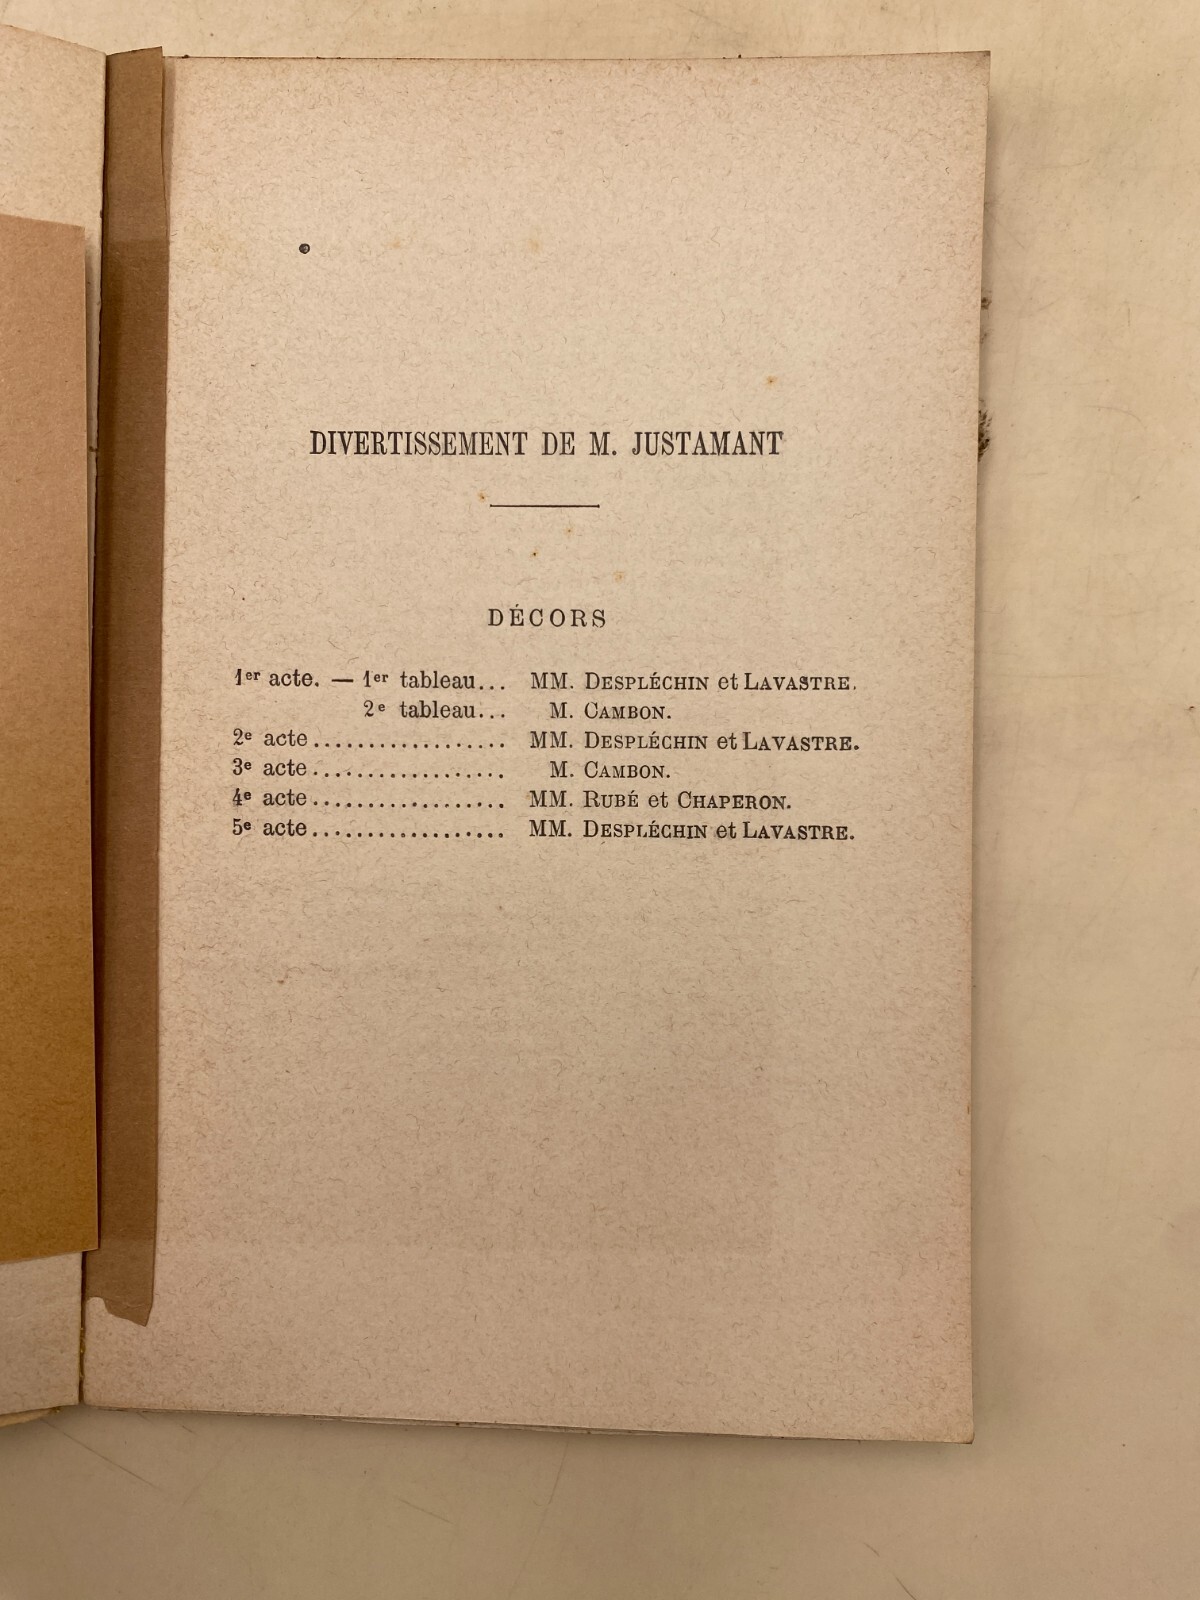 DIVERTISSEMENT DE M. JUSTAMANT
DÉCORS
1er acte. — 1er tableau... MM. DESPLÉCHIN et LAVASTRE.
2e tableau... M. CAMBON.
2e acte.................. MM. DESPLÉCHIN et LAVASTRE.
3e acte.................. M. CAMBON.
4e acte.................. MM. RUBÉ et CHAPERON.
5e acte.................. MM. DESPLÉCHIN et LAVASTRE.